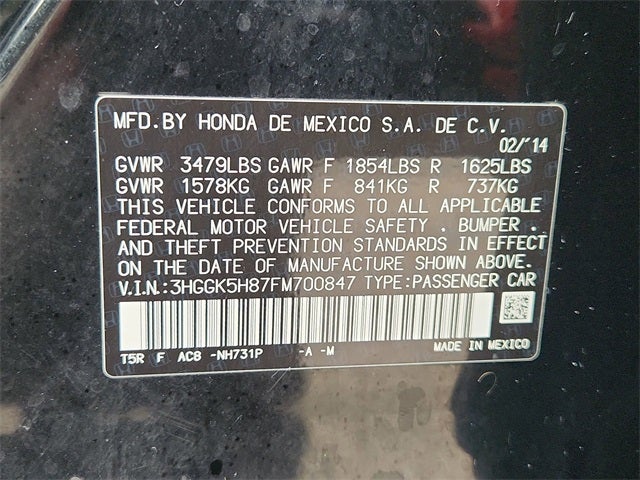 MFD.BY HONDA DE MEXICO S.A. DE C.V.
02/'14
GVWR 3479LBS GAWR F 1854LBS R 1625LBS
GVWR 1578KG GAWR F 841KG R 737KG
THIS VEHICLE CONFORMS TO ALL APPLICABLE
FEDERAL MOTOR VEHICLE SAFETY . BUMPER .
AND THEFT PREVENTION STANDARDS IN EFFECT
ON THE DATE OF MANUFACTURE SHOWN ABOVE.
V.I.N.:3HGGK5H87FM700847 TYPE:PASSENGER CAR
T5R F AC8 -NH731P -A -M
MADE IN MEXICO